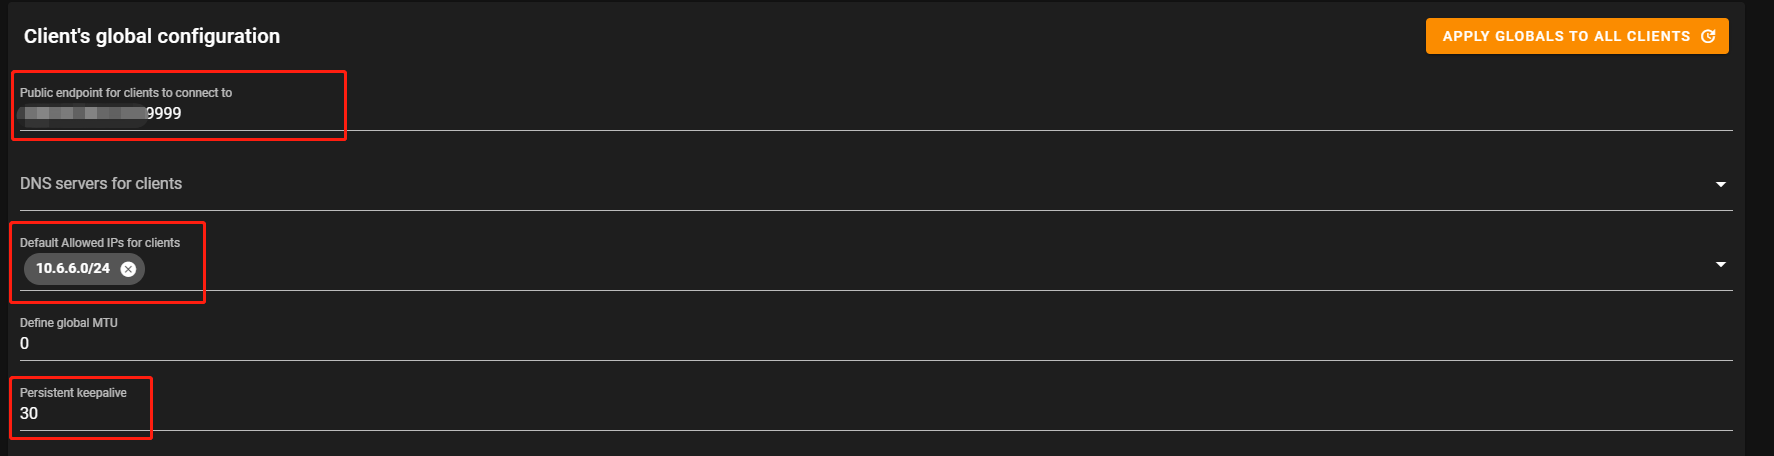 Client's global configuration
APPLY GLOBALS TO ALL CLIENTS
Public endpoint for clients to connect to
9999
DNS servers for clients
Default Allowed IPs for clients
10.6.6.0/24
Define global MTU
0
Persistent keepalive
30